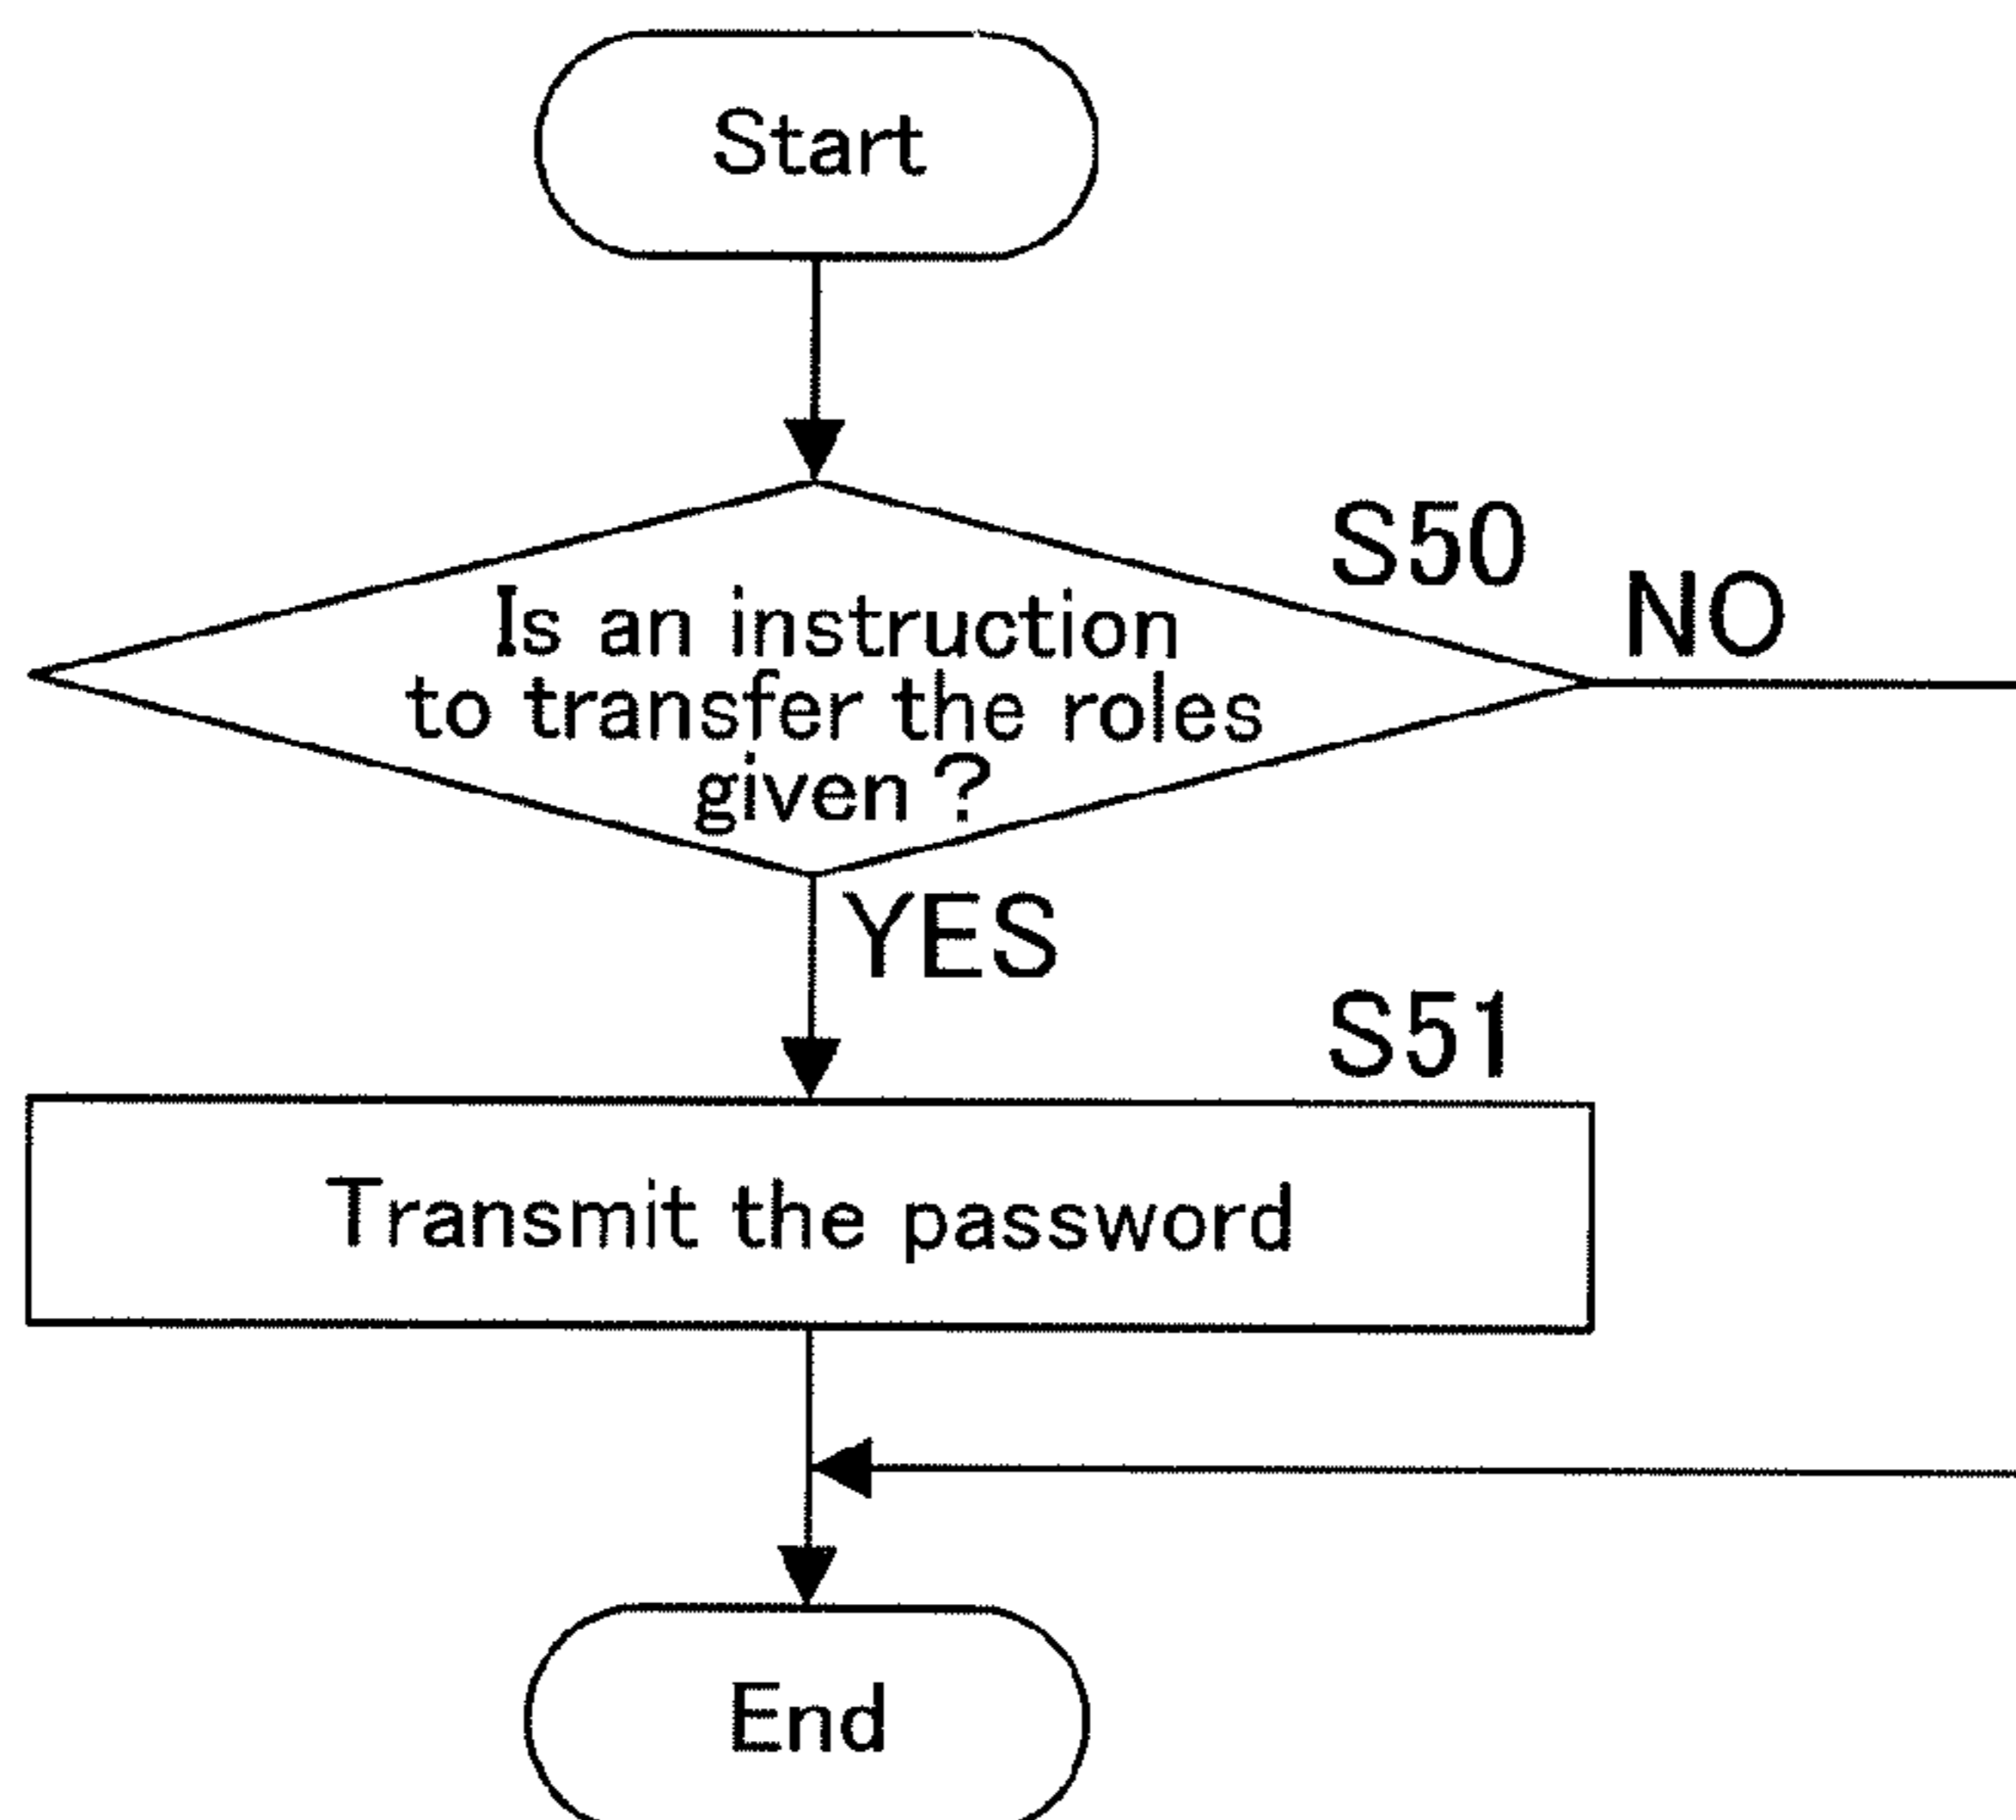 Start
S50
NO
Is an instruction
to transfer the roles
given ?
YES
S51
Transmit the password
End